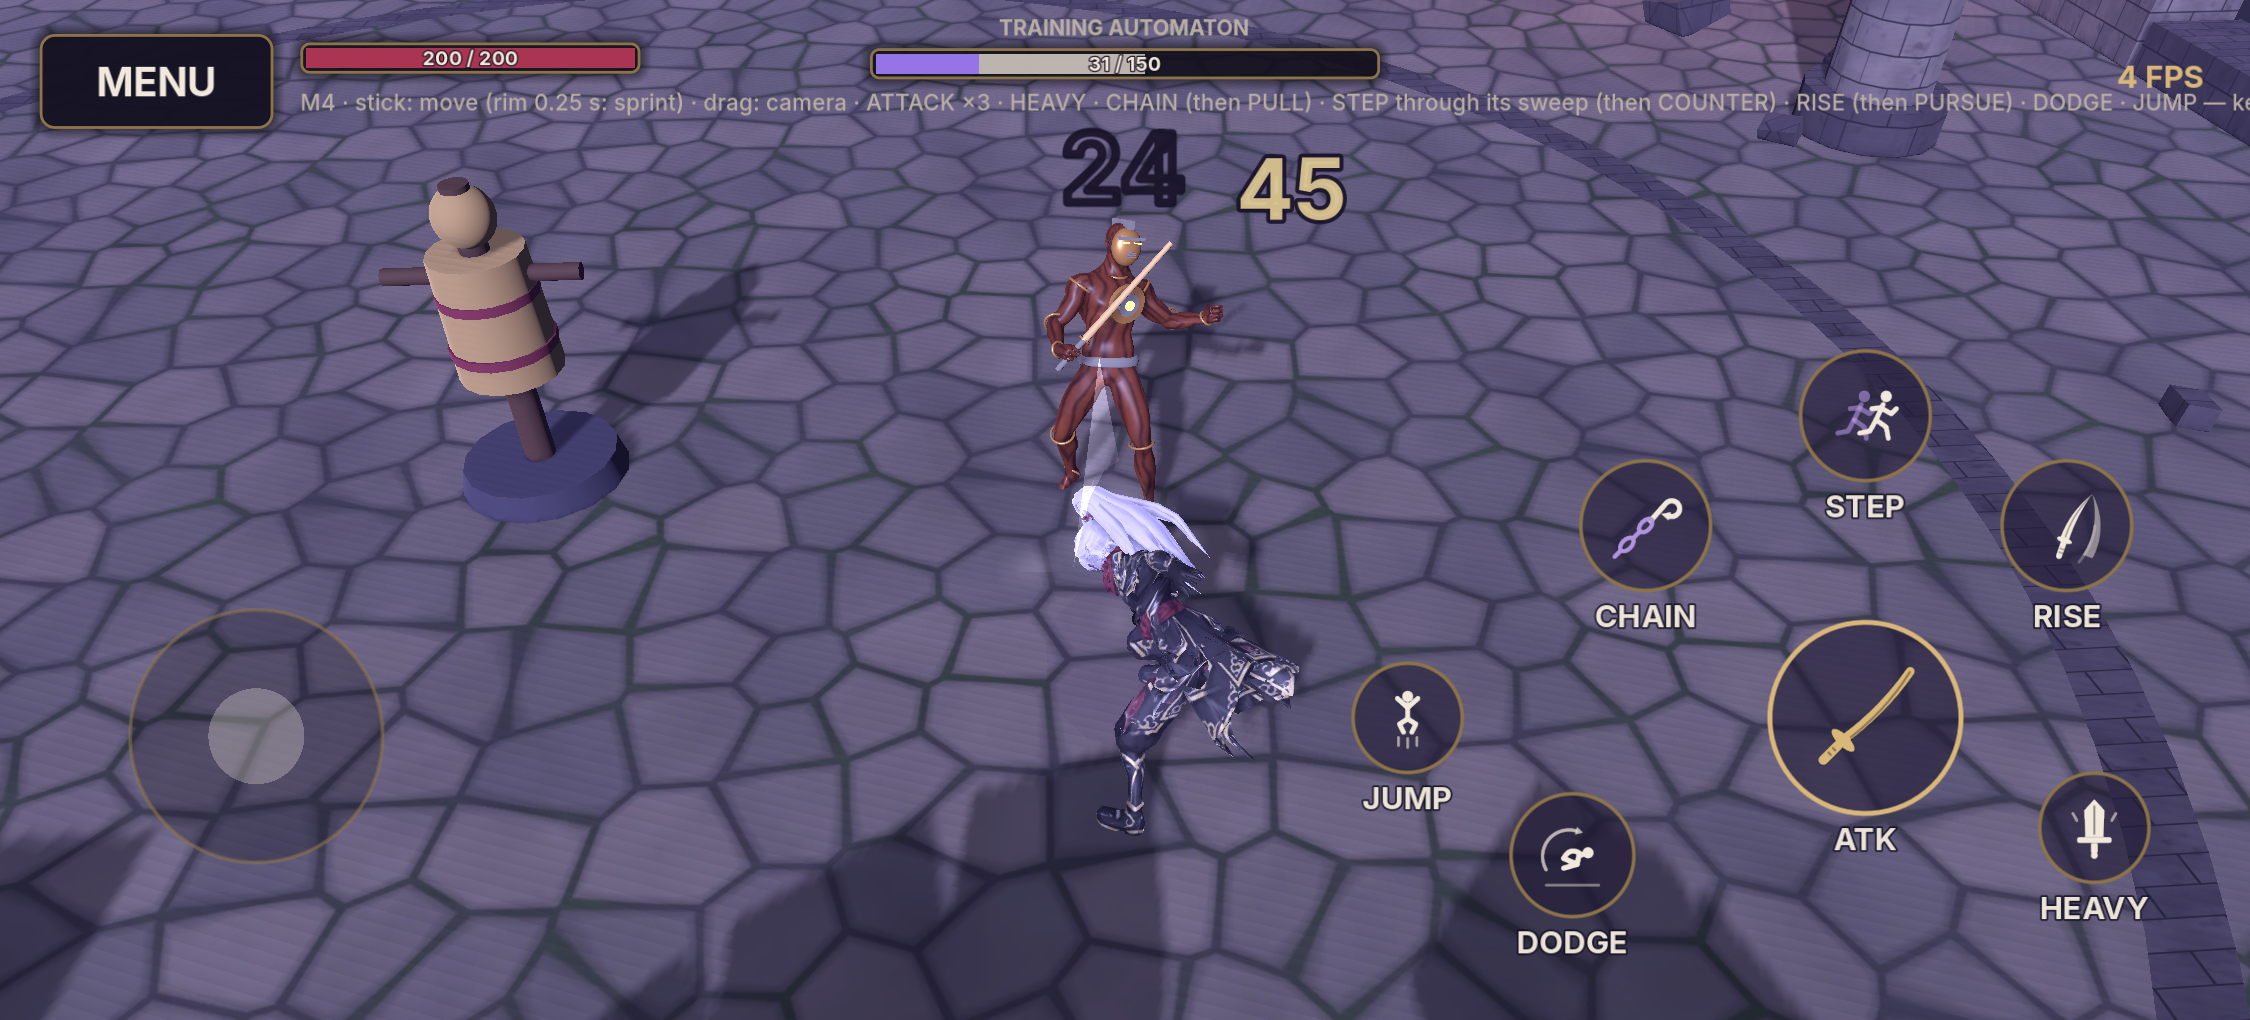 TRAINING AUTOMATON
MENU
200 / 200
31 / 150
4 FPS
M4 · stick: move (rim 0.25 s: sprint) · drag: camera · ATTACK ×3 · HEAVY · CHAIN (then PULL) · STEP through its sweep (then COUNTER) · RISE (then PURSUE) · DODGE · JUMP —
24
45
STEP
CHAIN
RISE
JUMP
ATK
HEAVY
DODGE